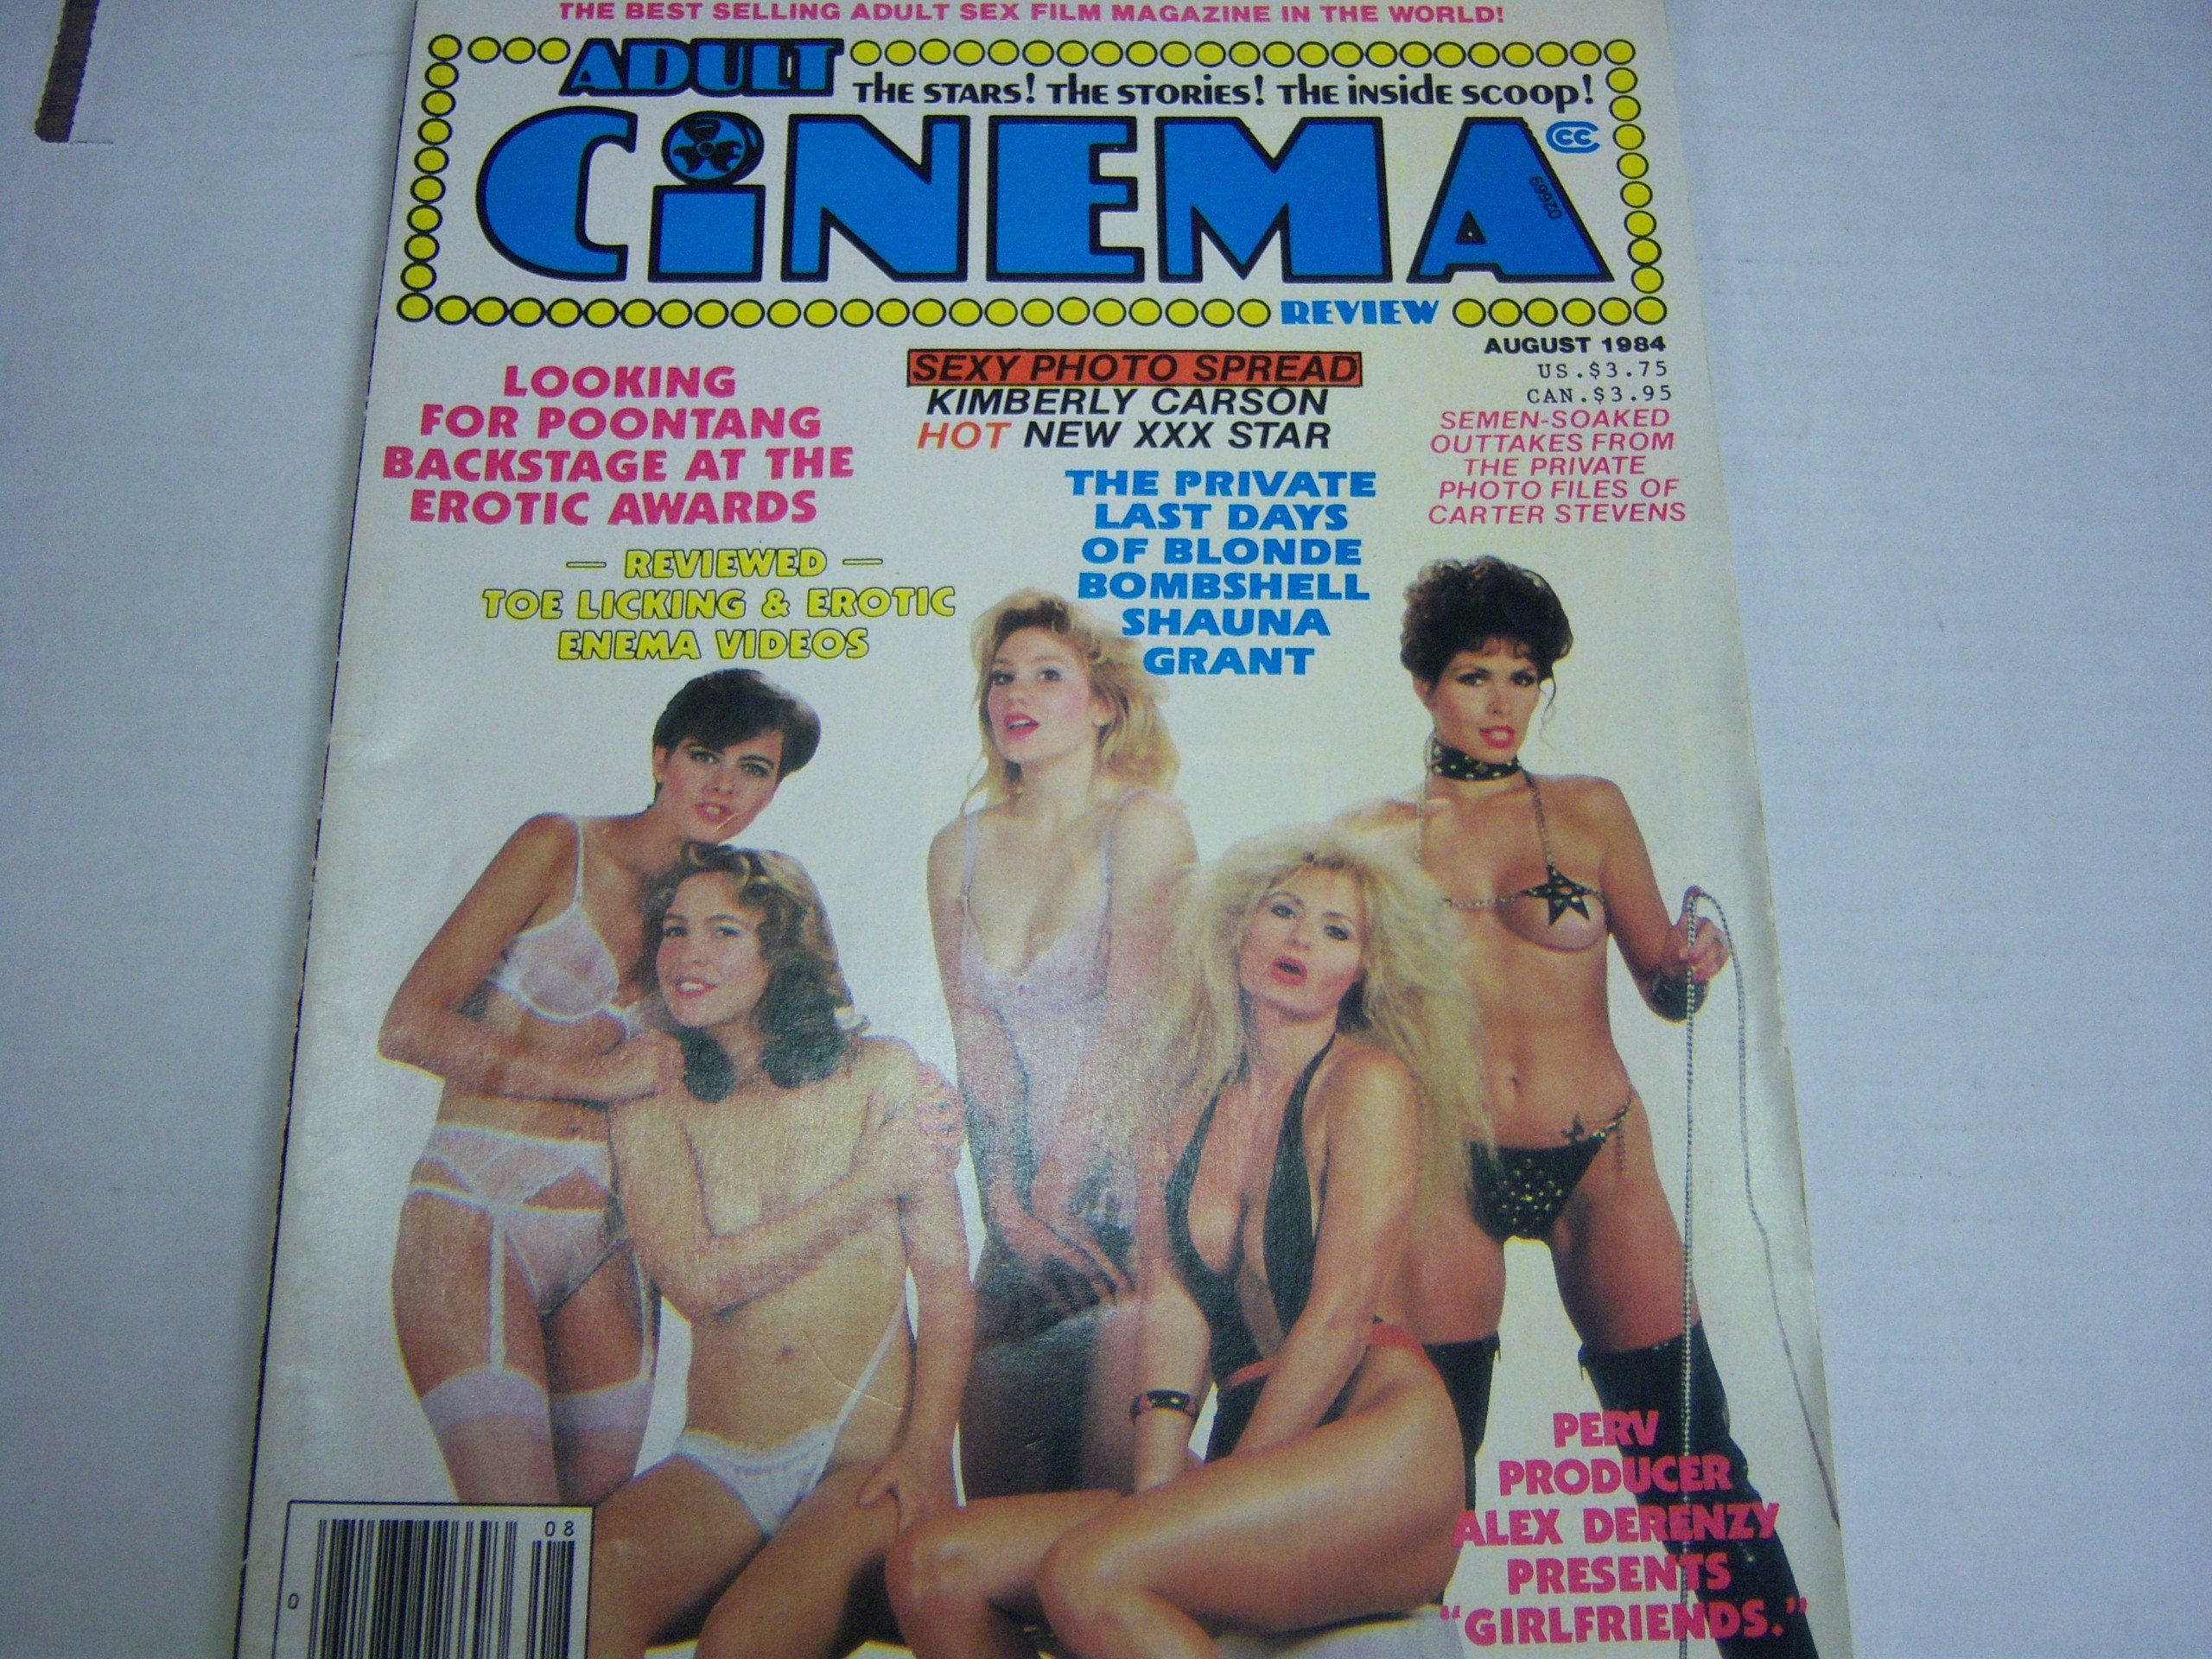 THE BEST SELLING ADULT SEX FILM MAGAZINE IN THE WORLD!
ADULT
THE STARS! THE STORIES! THE INSIDE SCOOP!
CINEMA
CCC
02669
REVIEW
AUGUST 1984
US.$3.75
CAN.$3.95
LOOKING
FOR POONTANG
BACKSTAGE AT THE
EROTIC AWARDS
SEXY PHOTO SPREAD
KIMBERLY CARSON
HOT NEW XXX STAR
SEMEN-SOAKED
OUTTAKES FROM
THE PRIVATE
PHOTO FILES OF
CARTER STEVENS
THE PRIVATE
LAST DAYS
OF BLONDE
BOMBSHELL
SHAUNA
GRANT
— REVIEWED —
TOE LICKING & EROTIC
ENEMA VIDEOS
PERV
PRODUCER
ALEX DERENZY
PRESENTS
"GIRLFRIENDS."
08
0